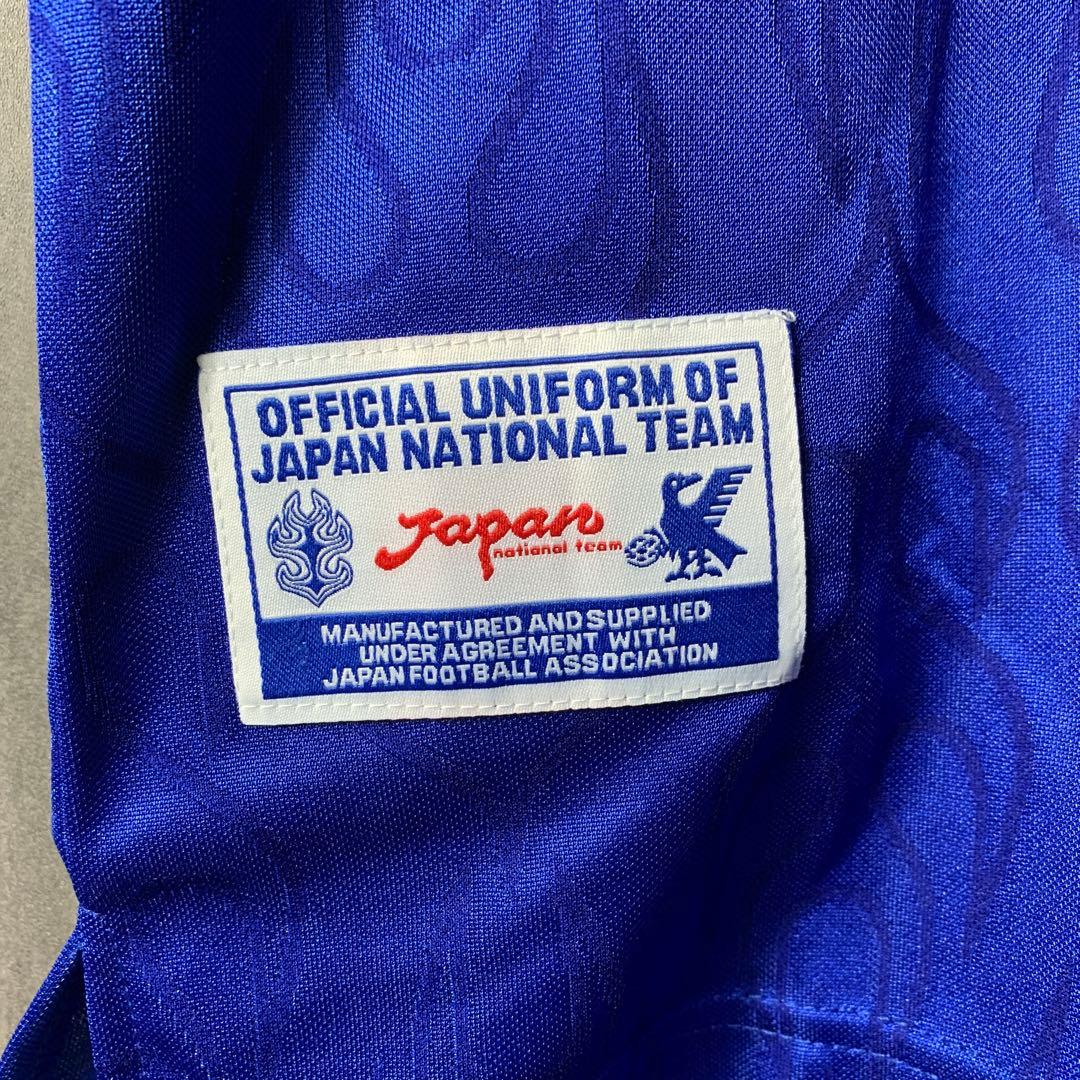 OFFICIAL UNIFORM OF
JAPAN NATIONAL TEAM
Japan
national team
MANUFACTURED AND SUPPLIED
UNDER AGREEMENT WITH
JAPAN FOOTBALL ASSOCIATION